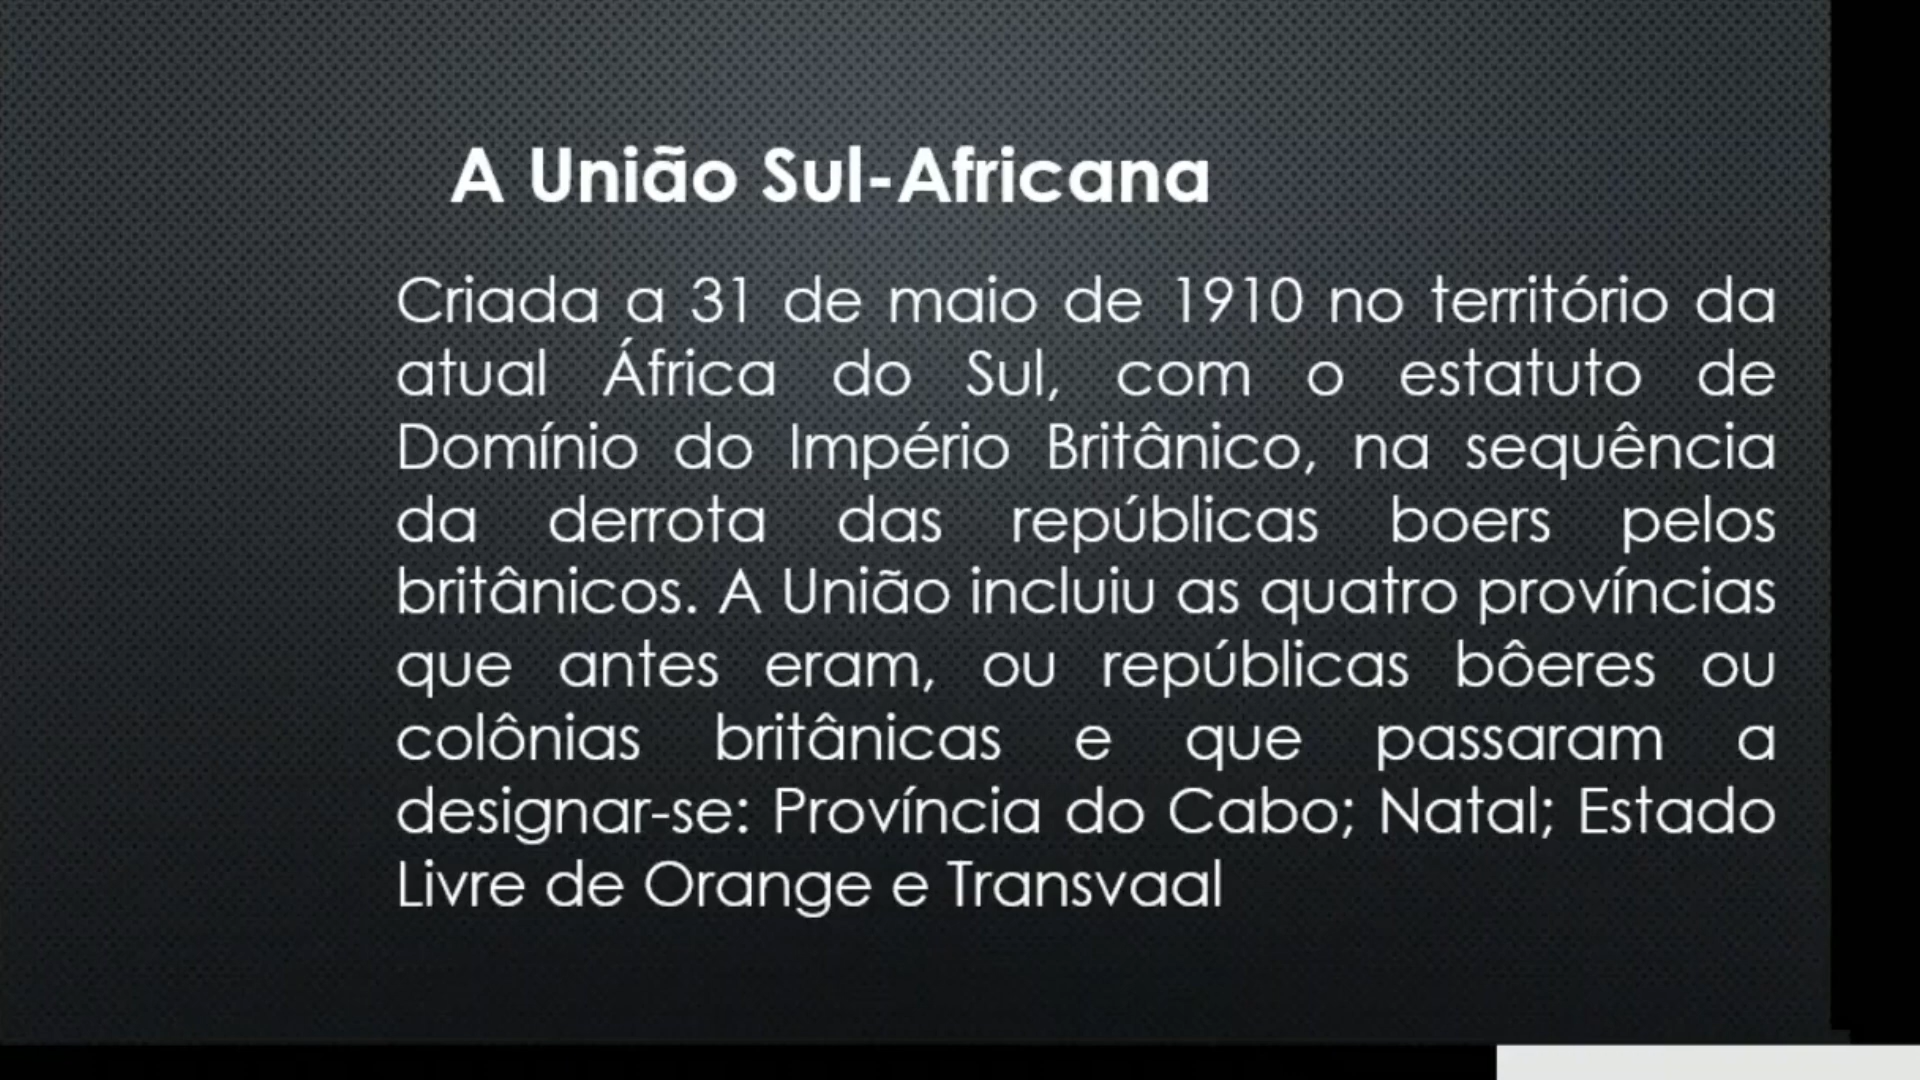 A União Sul-Africana
Criada a 31 de maio de 1910 no território da
atual África do Sul, com o estatuto de
Domínio do Império Britânico, na sequência
da derrota das repúblicas boers pelos
britânicos. A União incluiu as quatro províncias
que antes eram, ou repúblicas bôeres ou
colônias britânicas e que passaram a
designar-se: Província do Cabo; Natal; Estado
Livre de Orange e Transvaal